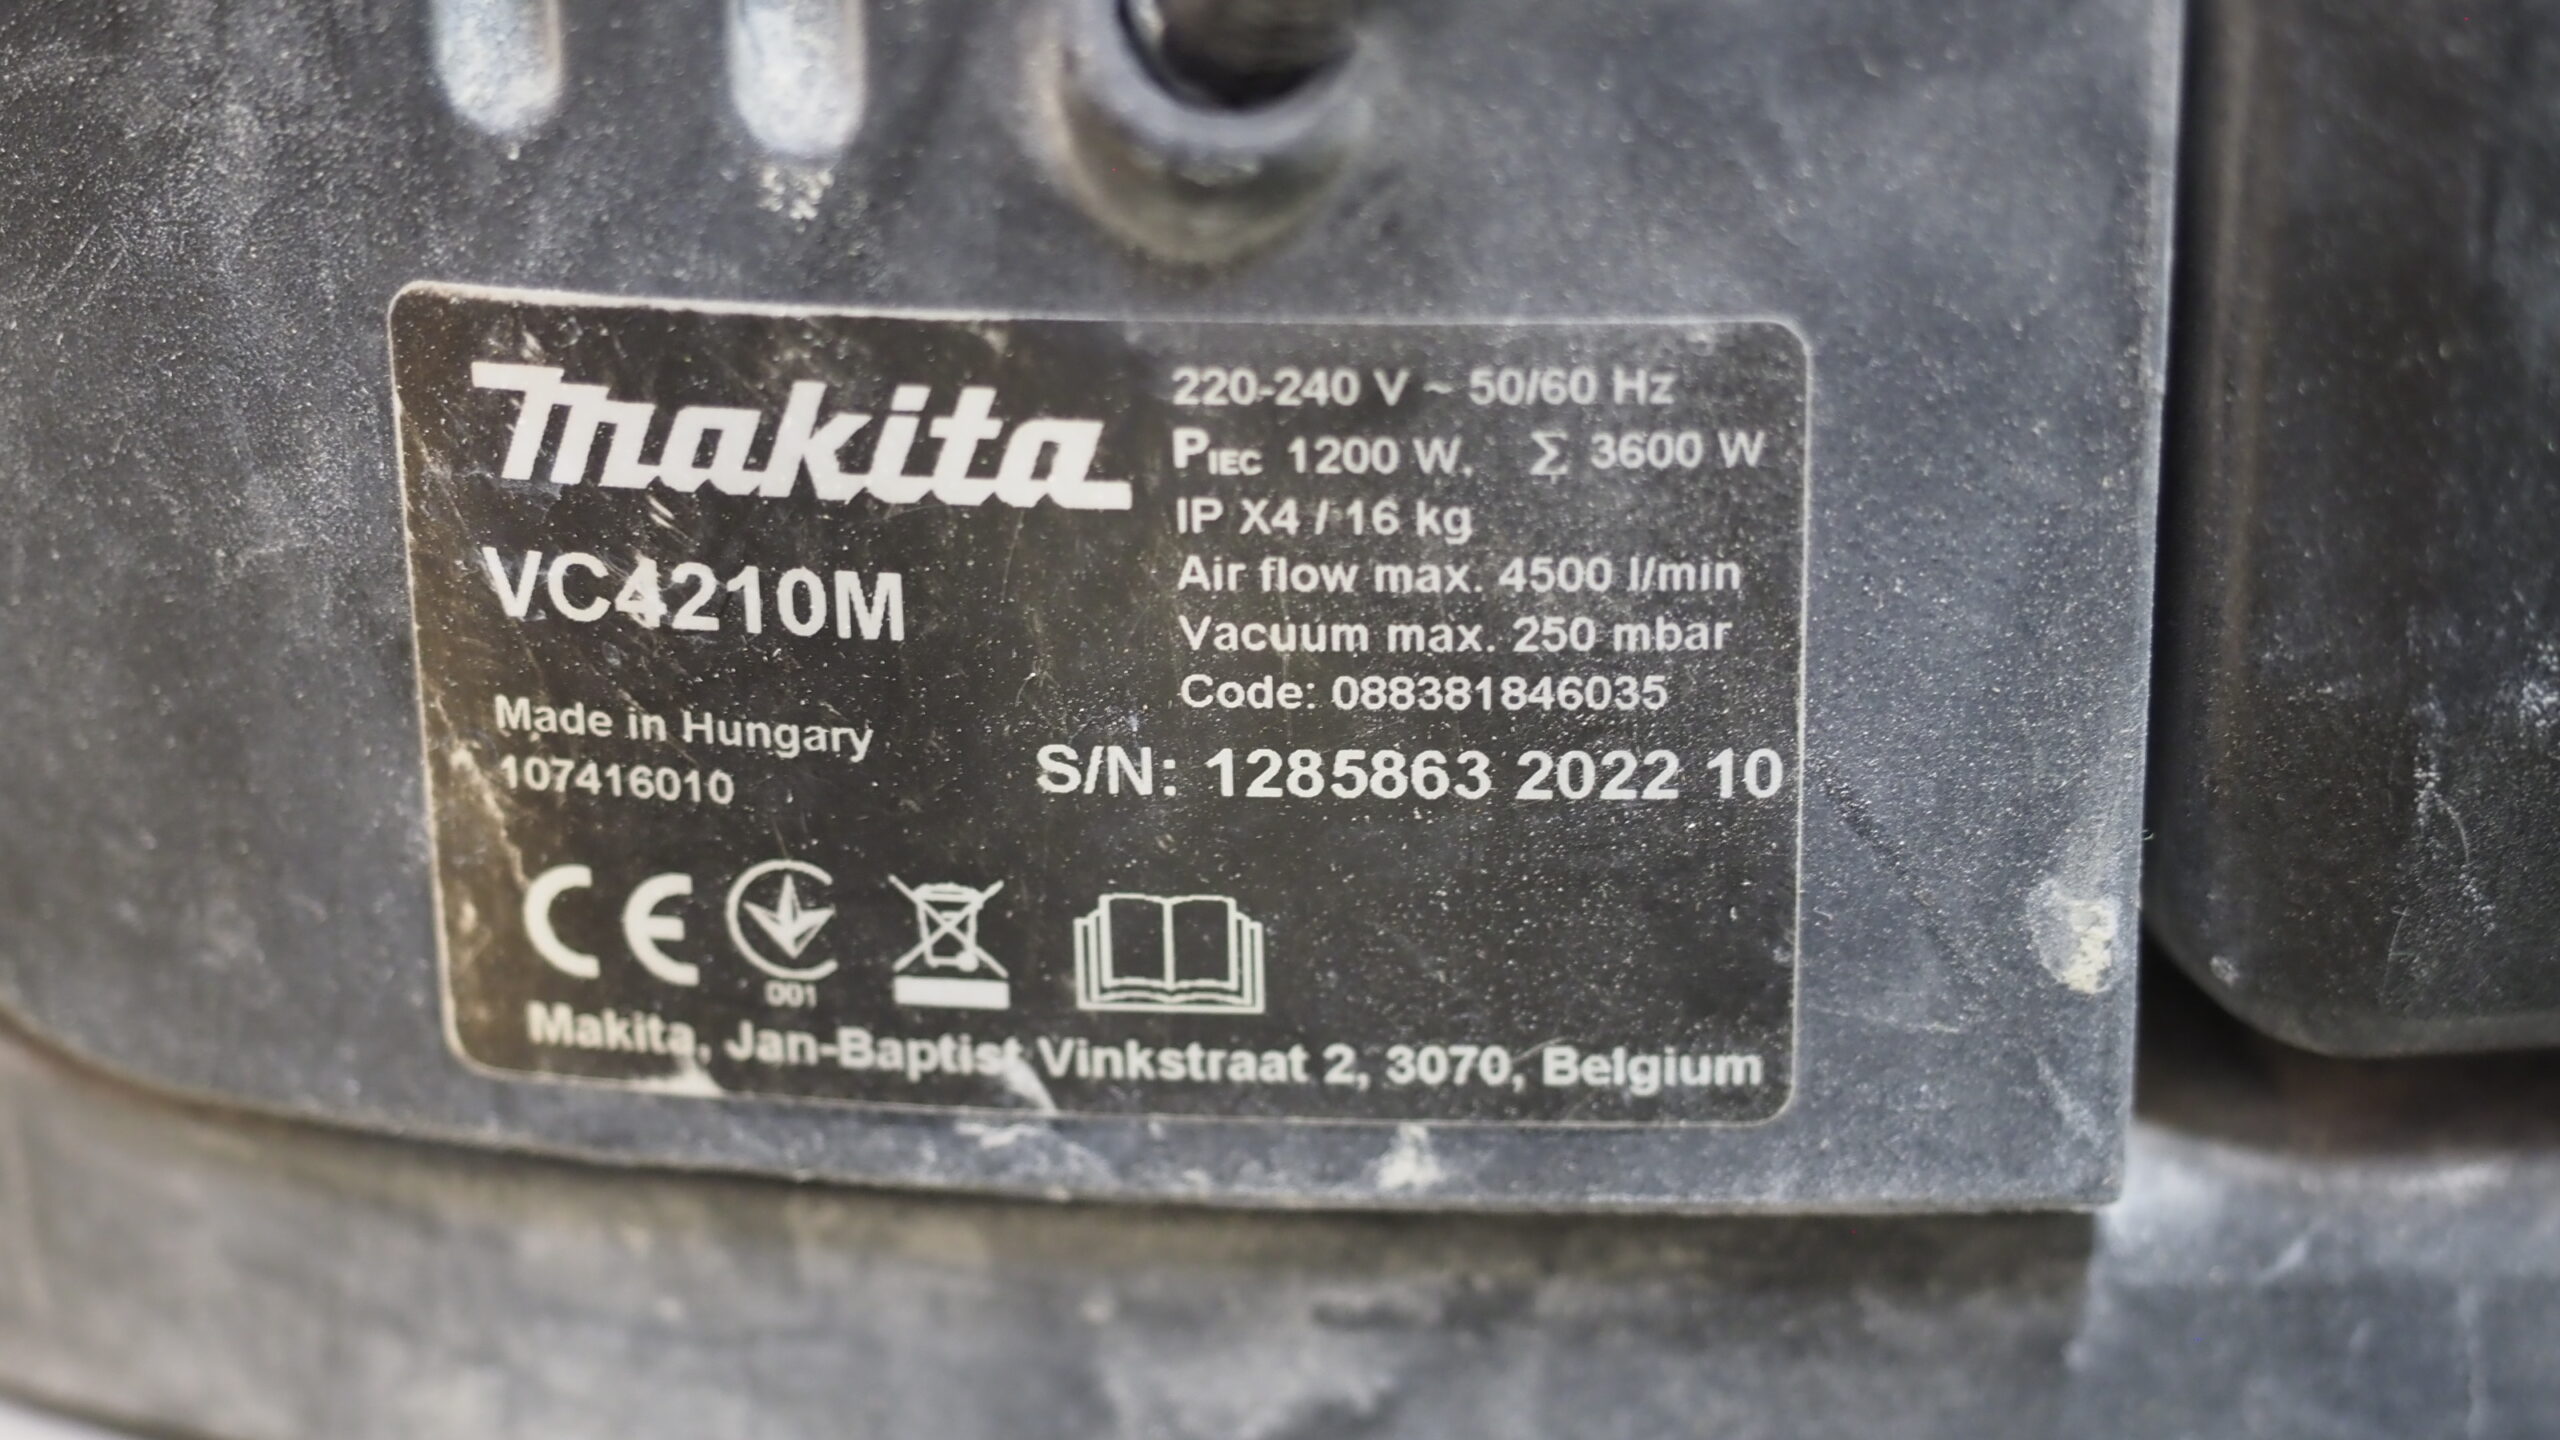 makita
VC4210M
Made in Hungary
107416010
220-240 V ~ 50/60 Hz
PIEC 1200 W, Σ 3600 W
IP X4 / 16 kg
Air flow max. 4500 l/min
Vacuum max. 250 mbar
Code: 088381846035
S/N: 1285863 2022 10
CE
001
Makita, Jan-Baptist Vinkstraat 2, 3070, Belgium